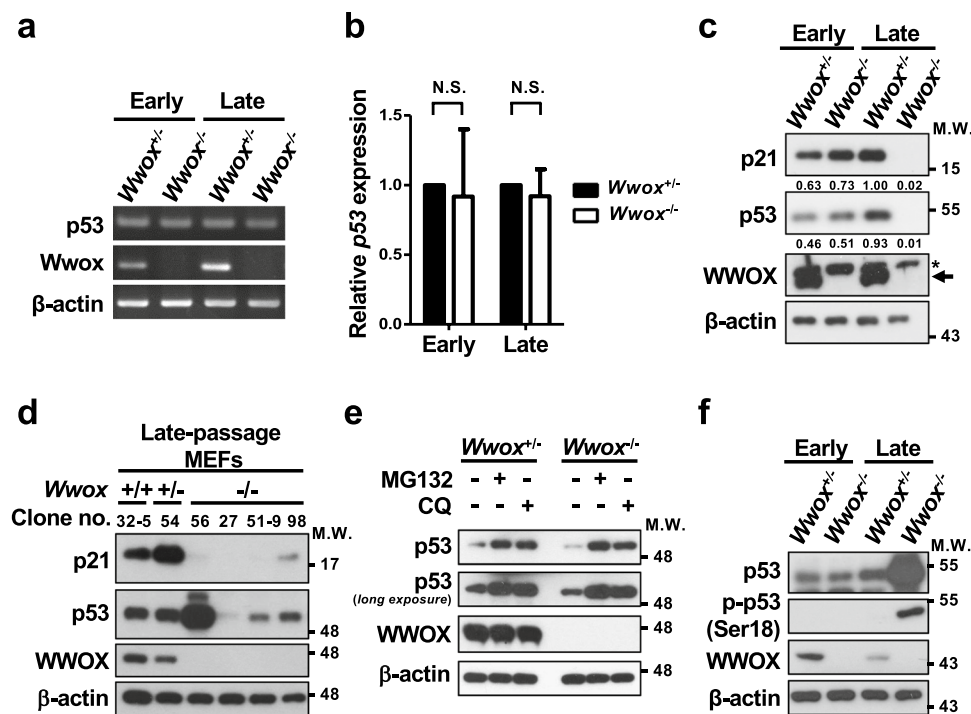 a
Early Late
Wwox+/- Wwox-/- Wwox+/- Wwox-/-
p53
Wwox
β-actin
b
N.S. N.S.
Relative p53 expression
1.5
1.0
0.5
0.0
Early Late
Wwox+/-
Wwox-/-
c
Early Late
Wwox+/- Wwox-/- Wwox+/- Wwox-/-
M.W.
p21
15
0.63 0.73 1.00 0.02
p53
55
0.46 0.51 0.93 0.01
WWOX
*
β-actin
43
d
Late-passage
MEFs
Wwox +/+ +/- -/-
Clone no. 32-5 54 56 27 51-9 98
M.W.
p21
17
p53
48
WWOX
48
β-actin
48
e
Wwox+/- Wwox-/-
MG132 - + - - + -
CQ - - + - - +
M.W.
p53
48
p53
(long exposure)
48
WWOX
48
β-actin
48
f
Early Late
Wwox+/- Wwox-/- Wwox+/- Wwox-/-
M.W.
p53
55
p-p53
(Ser18)
55
WWOX
43
β-actin
43